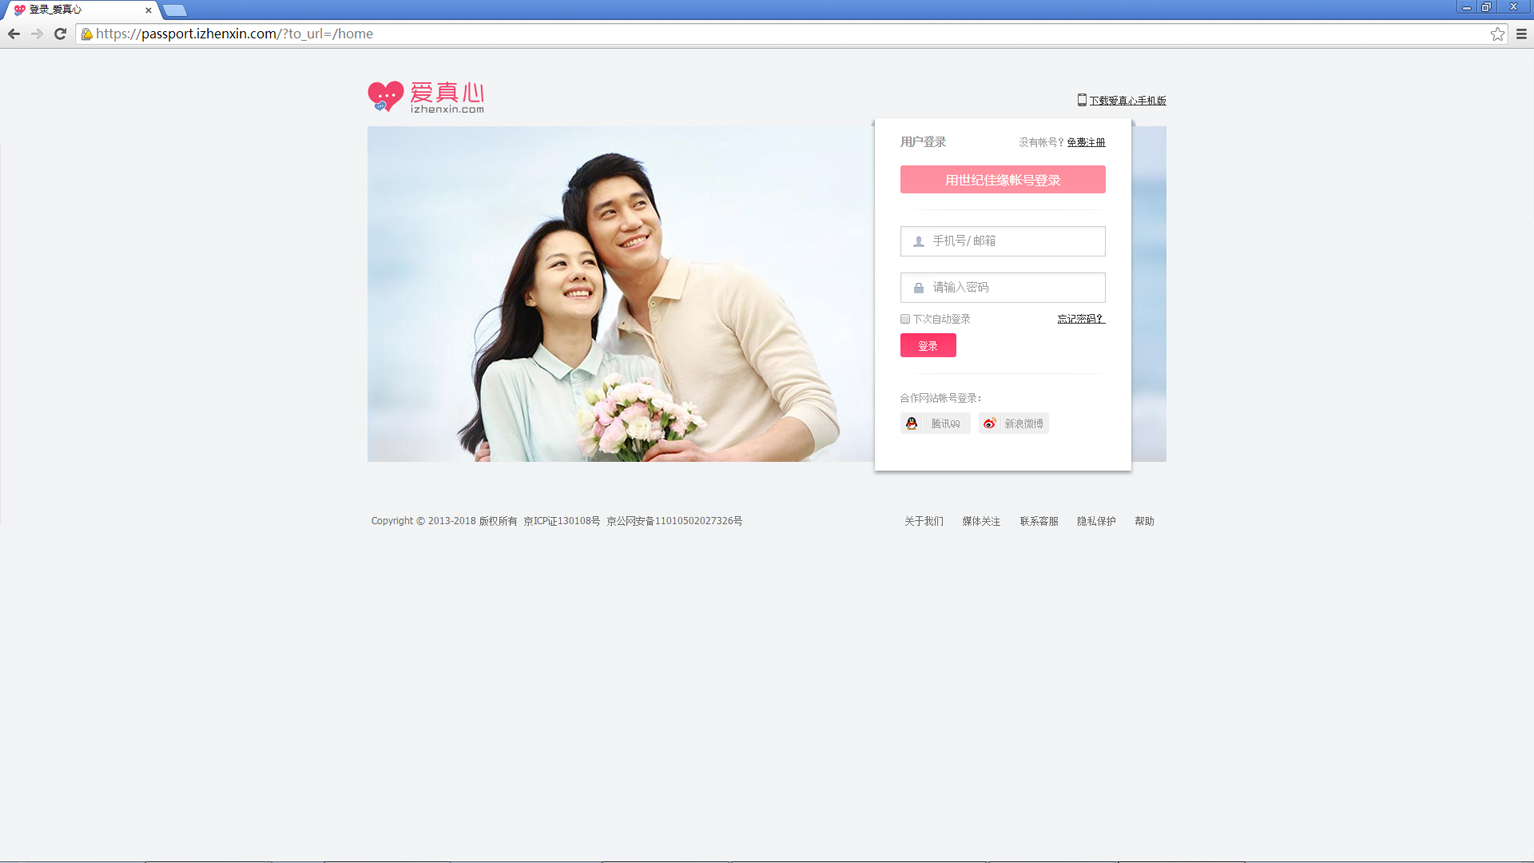 登录_爱真心
https://passport.izhenxin.com/?to_url=/home
爱真心
izhenxin.com
下载爱真心手机版
用户登录
没有帐号？免费注册
用世纪佳缘帐号登录
手机号/ 邮箱
请输入密码
下次自动登录
忘记密码？
登录
合作网站帐号登录：
腾讯QQ
新浪微博
Copyright © 2013-2018 版权所有 京ICP证130108号 京公网安备11010502027326号
关于我们
媒体关注
联系客服
隐私保护
帮助